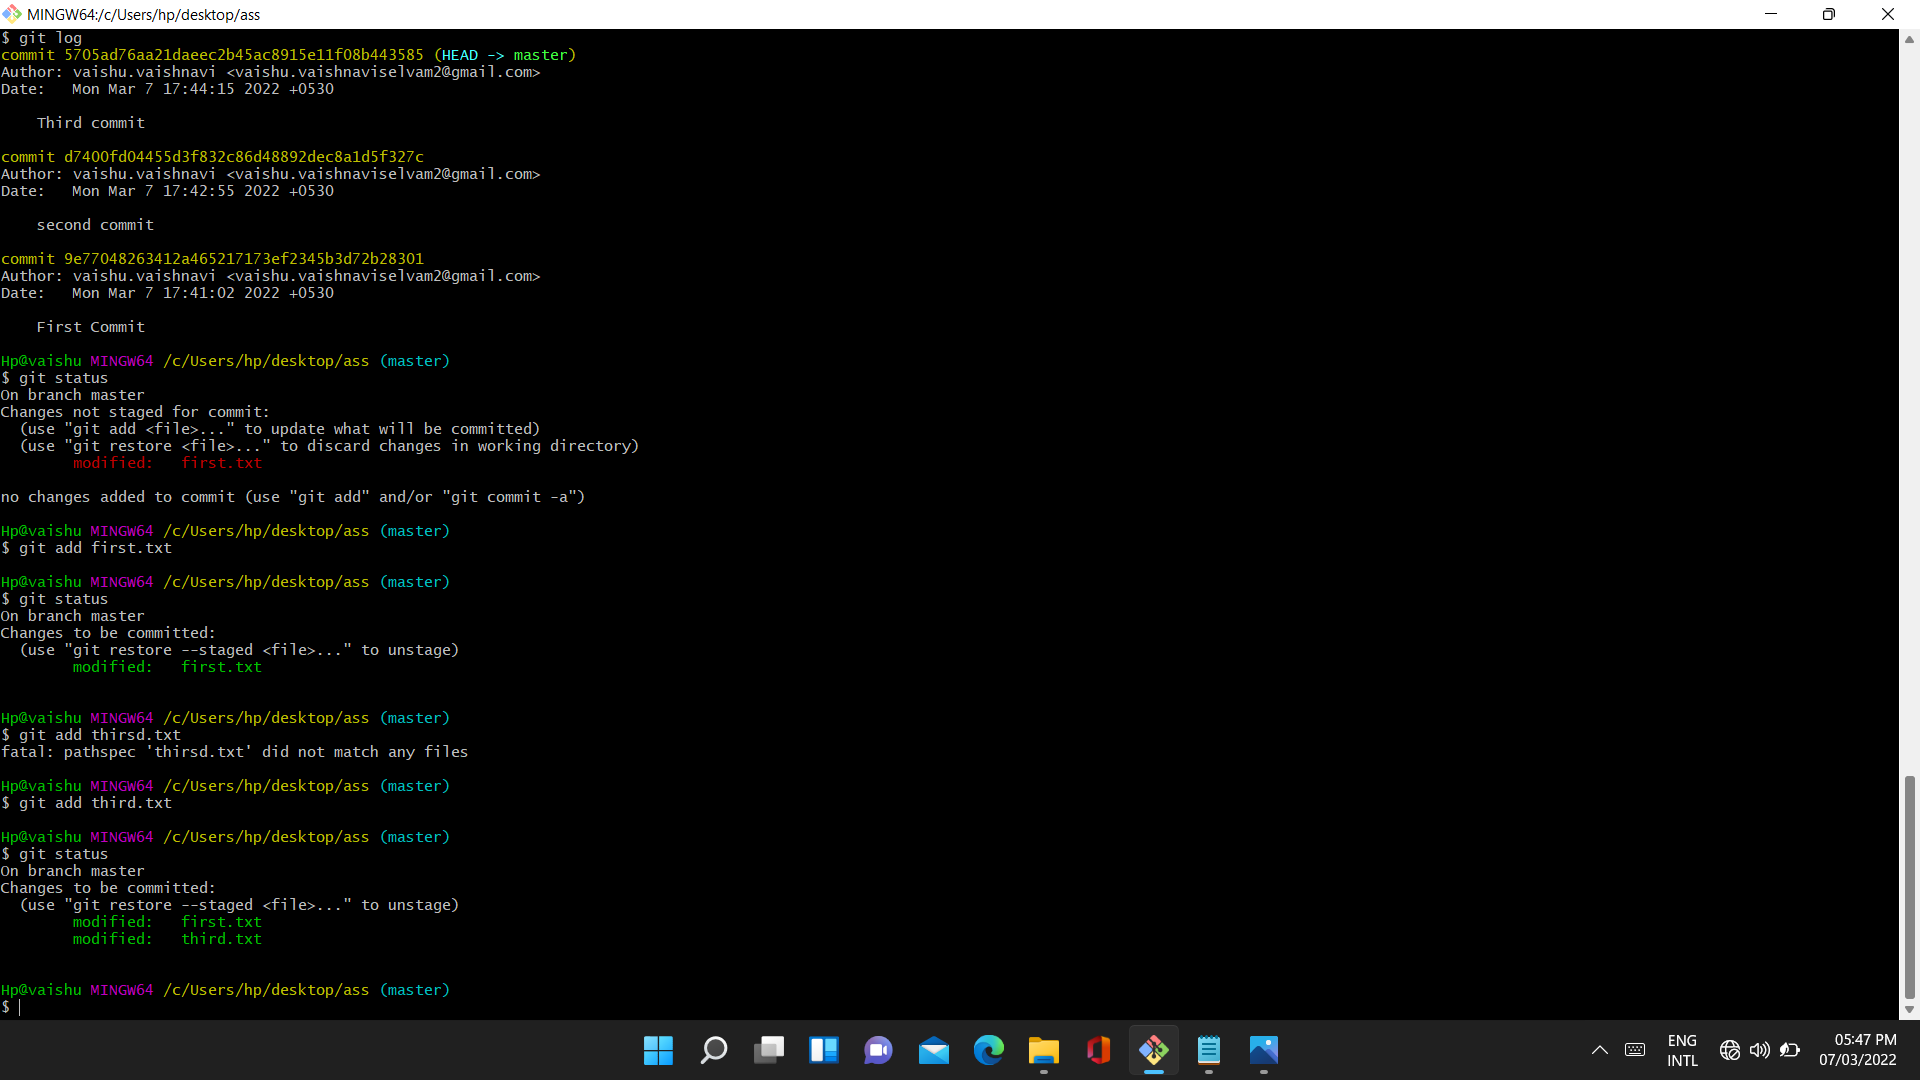 MINGW64:/c/Users/hp/desktop/ass
$ git log
commit 5705ad76aa21daeec2b45ac8915e11f08b443585 (HEAD -> master)
Author: vaishu.vaishnavi <vaishu.vaishnaviselvam2@gmail.com>
Date:   Mon Mar 7 17:44:15 2022 +0530
    Third commit
commit d7400fd04455d3f832c86d48892dec8a1d5f327c
Author: vaishu.vaishnavi <vaishu.vaishnaviselvam2@gmail.com>
Date:   Mon Mar 7 17:42:55 2022 +0530
    second commit
commit 9e77048263412a465217173ef2345b3d72b28301
Author: vaishu.vaishnavi <vaishu.vaishnaviselvam2@gmail.com>
Date:   Mon Mar 7 17:41:02 2022 +0530
    First Commit
Hp@vaishu MINGW64 /c/Users/hp/desktop/ass (master)
$ git status
On branch master
Changes not staged for commit:
  (use "git add <file>..." to update what will be committed)
  (use "git restore <file>..." to discard changes in working directory)
        modified:   first.txt
no changes added to commit (use "git add" and/or "git commit -a")
Hp@vaishu MINGW64 /c/Users/hp/desktop/ass (master)
$ git add first.txt
Hp@vaishu MINGW64 /c/Users/hp/desktop/ass (master)
$ git status
On branch master
Changes to be committed:
  (use "git restore --staged <file>..." to unstage)
        modified:   first.txt
Hp@vaishu MINGW64 /c/Users/hp/desktop/ass (master)
$ git add thirsd.txt
fatal: pathspec 'thirsd.txt' did not match any files
Hp@vaishu MINGW64 /c/Users/hp/desktop/ass (master)
$ git add third.txt
Hp@vaishu MINGW64 /c/Users/hp/desktop/ass (master)
$ git status
On branch master
Changes to be committed:
  (use "git restore --staged <file>..." to unstage)
        modified:   first.txt
        modified:   third.txt
Hp@vaishu MINGW64 /c/Users/hp/desktop/ass (master)
$
ENG
INTL
05:47 PM
07/03/2022